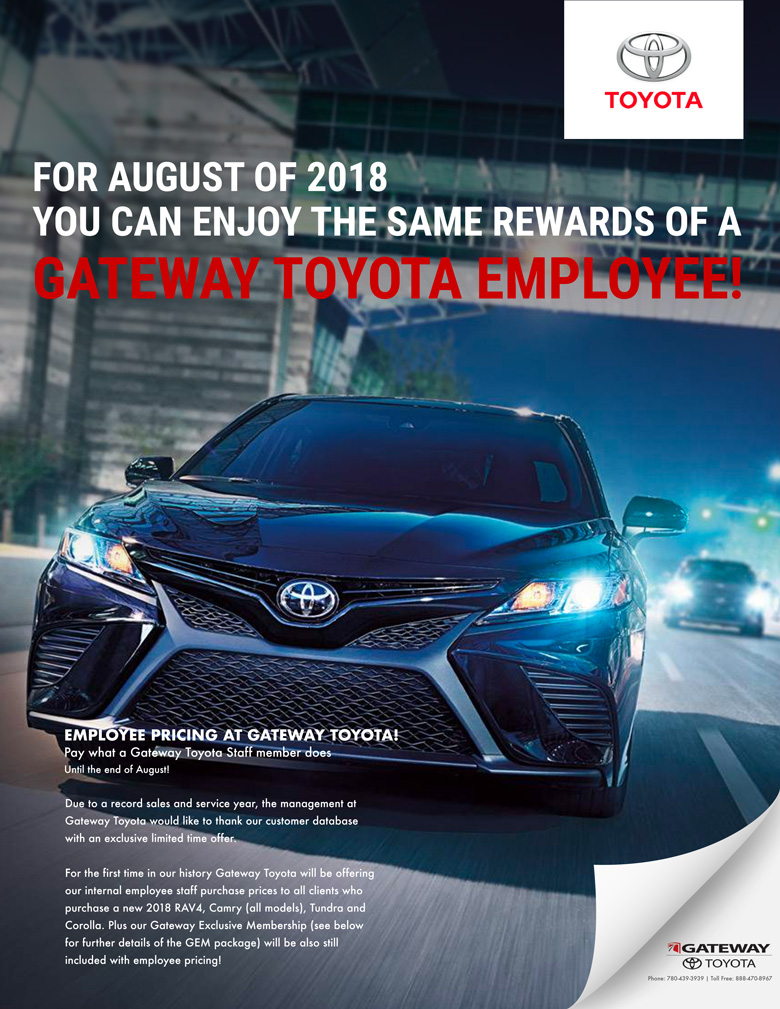 TOYOTA
FOR AUGUST OF 2018
YOU CAN ENJOY THE SAME REWARDS OF A
GATEWAY TOYOTA EMPLOYEE!
EMPLOYEE PRICING AT GATEWAY TOYOTA!
Pay what a Gateway Toyota Staff member does
Until the end of August!
Due to a record sales and service year, the management at
Gateway Toyota would like to thank our customer database
with an exclusive limited time offer.
For the first time in our history Gateway Toyota will be offering
our internal employee staff purchase prices to all clients who
purchase a new 2018 RAV4, Camry (all models), Tundra and
Corolla. Plus our Gateway Exclusive Membership (see below
for further details of the GEM package) will be also still
included with employee pricing!
GATEWAY
TOYOTA
Phone: 780-439-3939 | Toll Free: 888-470-8967